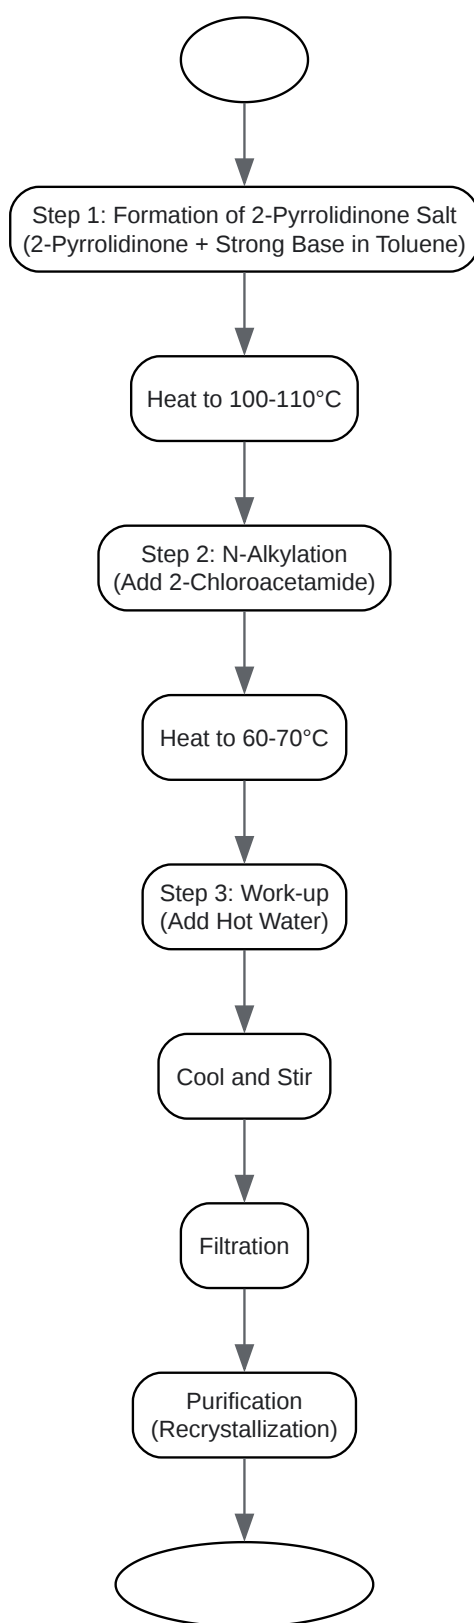 Step 1: Formation of 2-Pyrrolidinone Salt
(2-Pyrrolidinone + Strong Base in Toluene)
Heat to 100-110°C
Step 2: N-Alkylation
(Add 2-Chloroacetamide)
Heat to 60-70°C
Step 3: Work-up
(Add Hot Water)
Cool and Stir
Filtration
Purification
(Recrystallization)